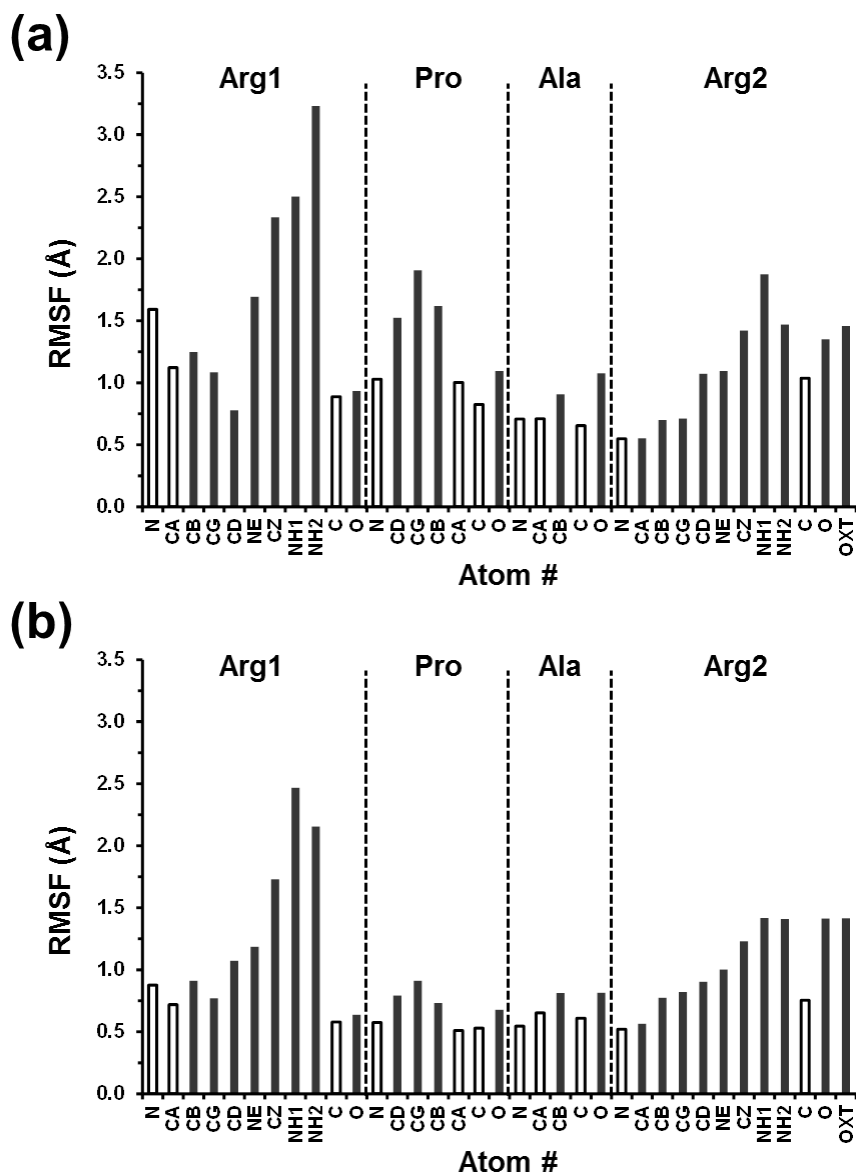 (a)
Arg1 Pro Ala Arg2
3.5
3.0
2.5
2.0
1.5
1.0
0.5
0.0
RMSF (Å)
N CA CB CG CD NE CZ NH1 NH2 C O N CD CG CB CA C O N CA CB C O N CA CB CG CD NE CZ NH1 NH2 C O OXT
Atom #
(b)
Arg1 Pro Ala Arg2
3.5
3.0
2.5
2.0
1.5
1.0
0.5
0.0
RMSF (Å)
N CA CB CG CD NE CZ NH1 NH2 C O N CD CG CB CA C O N CA CB C O N CA CB CG CD NE CZ NH1 NH2 C O OXT
Atom #